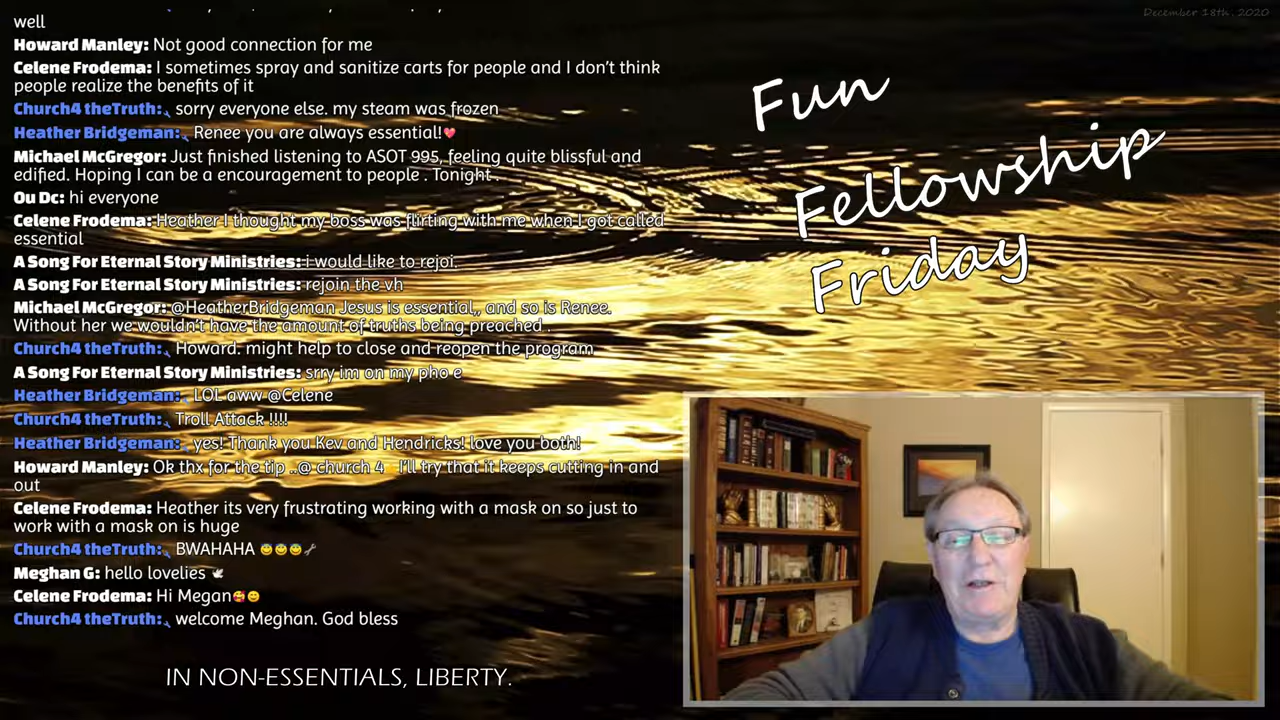 well
Howard Manley: Not good connection for me
Celene Frodema: I sometimes spray and sanitize carts for people and I don't think
people realize the benefits of it
Church4 theTruth: sorry everyone else. my steam was frozen
Heather Bridgeman: Renee you are always essential!❤️
Michael McGregor: Just finished listening to ASOT 995, feeling quite blissful and
edified. Hoping I can be a encouragement to people . Tonight .
Ou Dc: hi everyone
Celene Frodema: Heather I thought my boss was flirting with me when I got called
essential
A Song For Eternal Story Ministries: i would like to rejoi.
A Song For Eternal Story Ministries: rejoin the vh
Michael McGregor: @HeatherBridgeman Jesus is essential,, and so is Renee.
Without her we wouldn't have the amount of truths being preached .
Church4 theTruth: Howard. might help to close and reopen the program
A Song For Eternal Story Ministries: srry im on my pho e
Heather Bridgeman: LOL aww @Celene
Church4 theTruth: Troll Attack !!!!
Heather Bridgeman: yes! Thank you Kev and Hendricks! love you both!
Howard Manley: Ok thx for the tip ..@ church 4 I'll try that it keeps cutting in and
out
Celene Frodema: Heather its very frustrating working with a mask on so just to
work with a mask on is huge
Church4 theTruth: BWAHAHA 😇😇😇🔧
Meghan G: hello lovelies 🕊
Celene Frodema: Hi Megan🥰😊
Church4 theTruth: welcome Meghan. God bless
IN NON-ESSENTIALS, LIBERTY.
December 18th, 2020
Fun
Fellowship
Friday